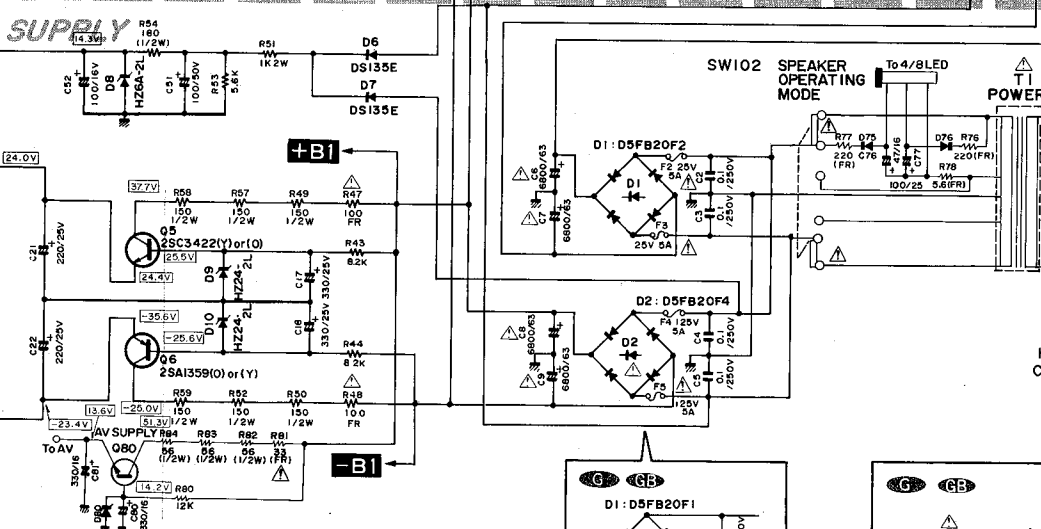 SUPPLY
14.3V
R54
180
(1/2W)
C52
100/16V
D8
HZ6A-2L
C51
100/50V
R53
5.6K
R51
1K 2W
D6
DS135E
D7
DS135E
SW102 SPEAKER
OPERATING
MODE
To 4/8 LED
T1
POWER
24.0V
+B1
37.7V
R58
150
1/2W
R57
150
1/2W
R49
150
1/2W
R47
100
FR
Q5
2SC3422(Y) or (O)
25.5V
24.4V
C21
220/25V
D9
HZ24-2L
C17
330/25V
R43
8.2K
D10
HZ24-2L
C18
330/25V
-35.6V
-25.6V
C22
220/25V
Q6
2SA1359(O) or (Y)
R44
8.2K
-25.0V
R59
150
1/2W
R52
150
1/2W
R50
150
1/2W
R48
100
FR
-23.4V
13.6V
51.3V
To AV
AV SUPPLY
Q80
R84
56
(1/2W)
R83
56
(1/2W)
R82
56
(1/2W)
R81
33
(FR)
C81
330/16
14.2V
R80
12K
D80
C80
330/16
-B1
D1: D5FB20F2
F2 125V
5A
C6
6800/63
C7
6800/63
D1
C2
0.1
/250V
C3
0.1
/250V
F3
125V 5A
R77
220
(FR)
D75
C76
47/16
C77
100/25
D76
R76
220(FR)
R78
5.6(FR)
D2: D5FB20F4
F4 125V
5A
C8
6800/63
C9
6800/63
D2
C4
0.1
/250V
C5
0.1
/250V
F5
125V
5A
G GB
D1: D5FB20F1
G GB